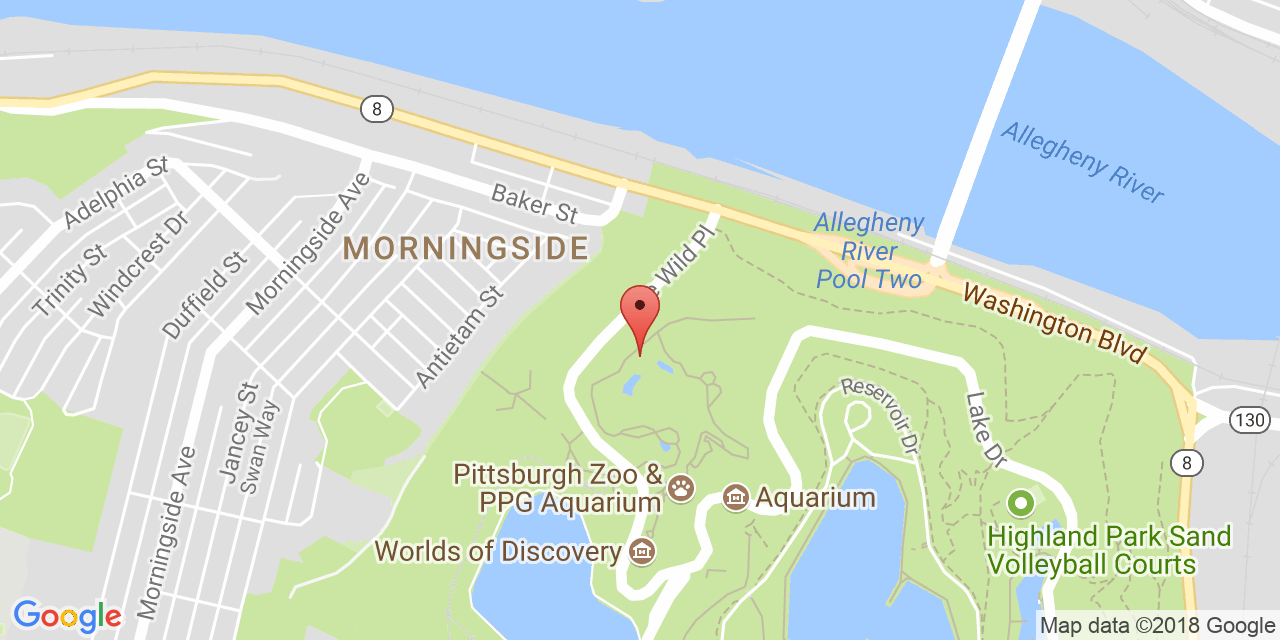 8
Allegheny River
Adelphia St
Baker St
Morningside Ave
Windcrest Dr
Trinity St
Duffield St
MORNINGSIDE
Allegheny
River
Pool Two
Wild Pl
Washington Blvd
Antietam St
Reservoir Dr
Lake Dr
Jancey St
Swan Way
130
8
Pittsburgh Zoo &
PPG Aquarium
Aquarium
Morningside Ave
Highland Park Sand
Volleyball Courts
Worlds of Discovery
Google
Map data ©2018 Google